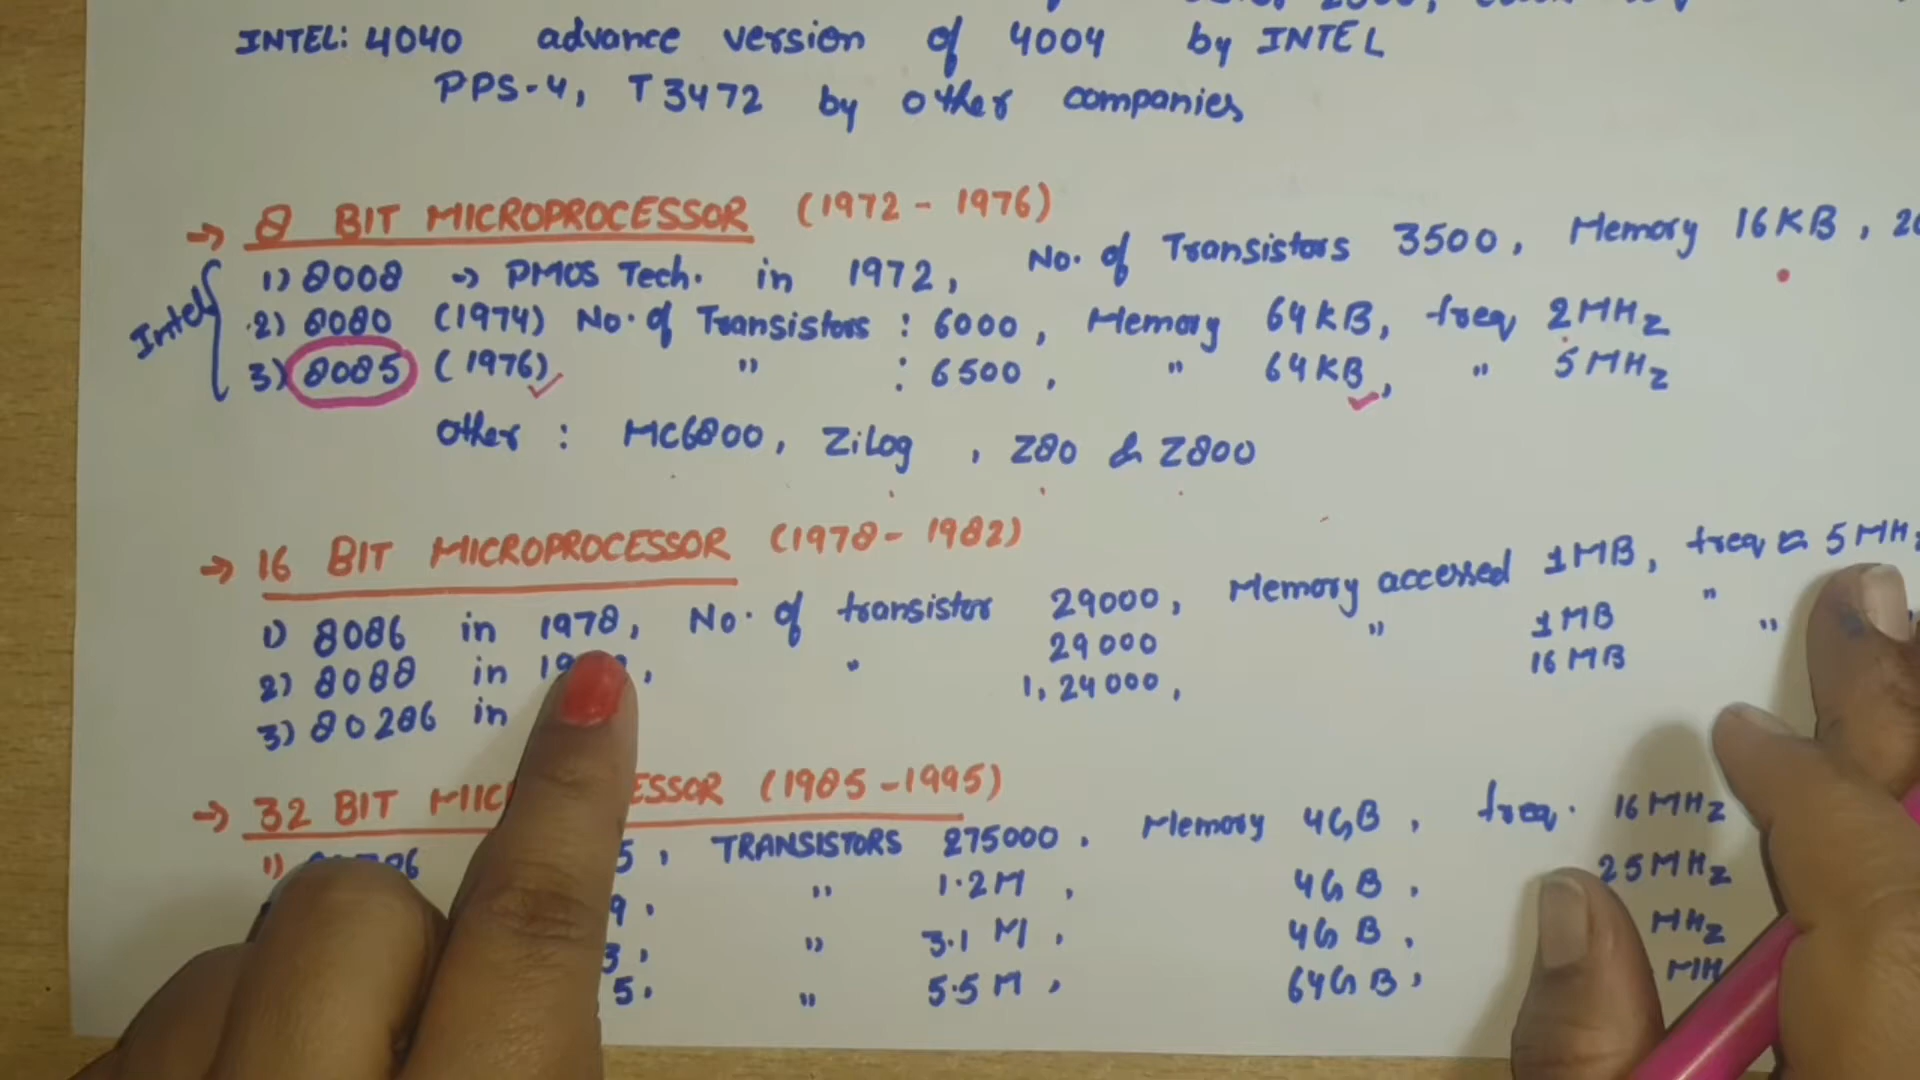 INTEL: 4040 advance version of 4004 by INTEL
PPS-4, T3472 by other companies
→ 8 BIT MICROPROCESSOR (1972 - 1976)
Intel
1) 8008 → PMOS Tech. in 1972, No. of Transistors 3500, Memory 16KB,
2) 8080 (1974) No. of Transistors : 6000, Memory 64KB, freq 2MHz
3) 8085 (1976) " : 6500, " 64KB, " 5MHz
Other : MC6800, Zilog, Z80 & Z800
→ 16 BIT MICROPROCESSOR (1978 - 1982)
1) 8086 in 1978, No. of transistor 29000, Memory accessed 1MB, freq = 5MHz
2) 8088 in " 29000 " 1MB "
3) 80286 in 1,24000, 16MB "
→ 32 BIT (1985 - 1995)
1) 5, TRANSISTORS 275000, Memory 4GB, freq. 16MHz
9, " 1.2M, 4GB, 25MHz
3, " 3.1M, 4GB, MHz
5, " 5.5M, 64GB,